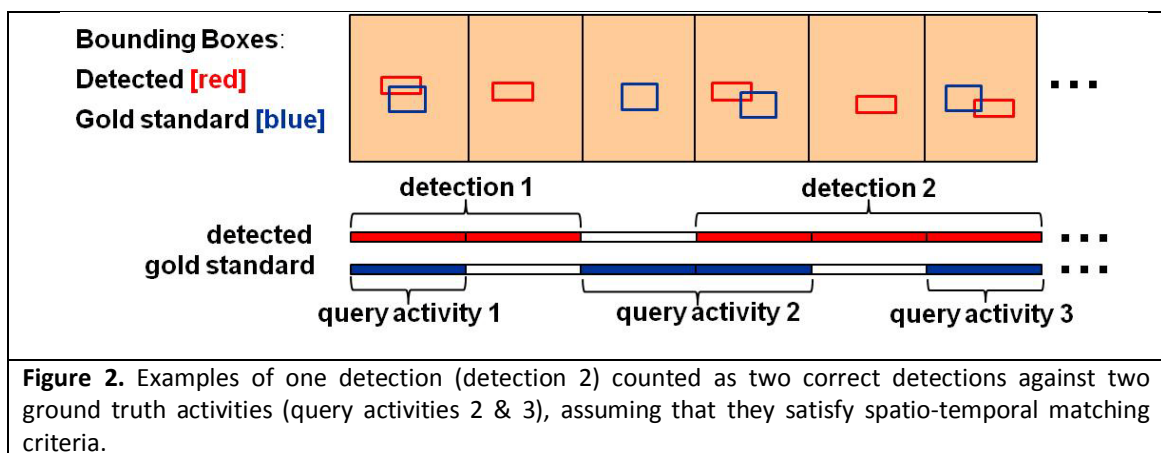 Bounding Boxes:
Detected [red]
Gold standard [blue]
...
detection 1
detection 2
detected
...
gold standard
...
query activity 1
query activity 2
query activity 3
Figure 2. Examples of one detection (detection 2) counted as two correct detections against two
ground truth activities (query activities 2 & 3), assuming that they satisfy spatio-temporal matching
criteria.